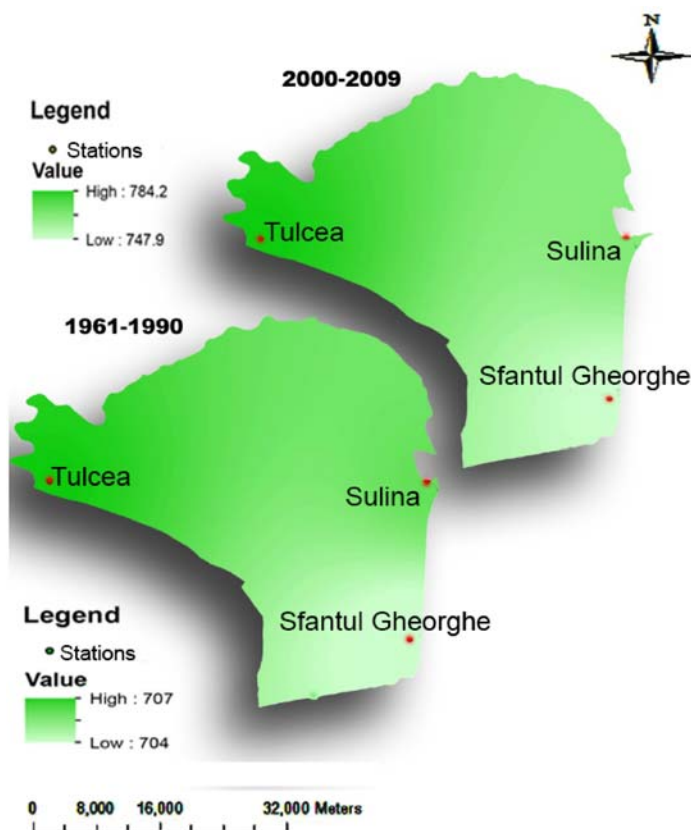 N
2000-2009
Legend
Stations
Value
High : 784.2
Low : 747.9
Tulcea
Sulina
Sfantul Gheorghe
1961-1990
Tulcea
Sulina
Sfantul Gheorghe
Legend
Stations
Value
High : 707
Low : 704
0 8,000 16,000 32,000 Meters